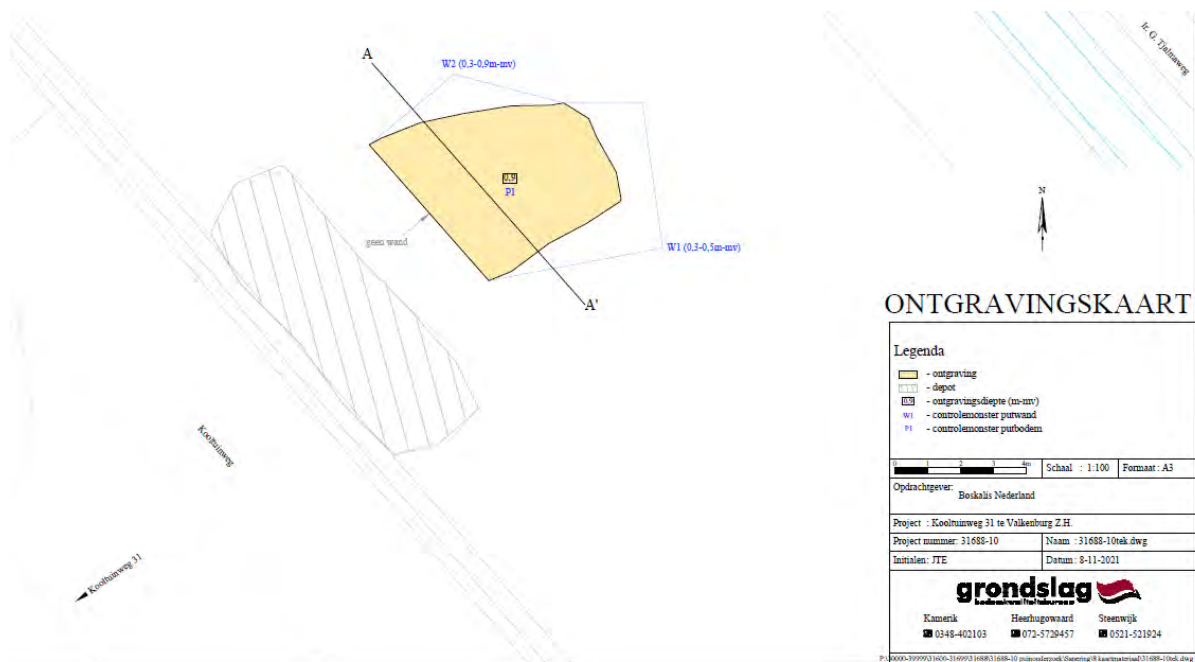 Ir. G. Tjalmaweg
A
W2 (0,3-0,9m-mv)
0,9
P1
geen wand
W1 (0,3-0,5m-mv)
A'
N
Kooltuinweg
Kooltuinweg 31
ONTGRAVINGSKAART
Legenda
- ontgraving
- depot
0,9 - ontgravingsdiepte (m-mv)
W1 - controlemonster putwand
P1 - controlemonster putbodem
0 1 2 3 4m
Schaal : 1:100 Formaat : A3
Opdrachtgever:
Boskalis Nederland
Project : Kooltuinweg 31 te Valkenburg Z.H.
Project nummer: 31688-10 Naam : 31688-10tek.dwg
Initialen: JTE Datum : 8-11-2021
grondslag
bodemkwaliteitsbureau
Kamerik Heerhugowaard Steenwijk
0348-402103 072-5729457 0521-521924